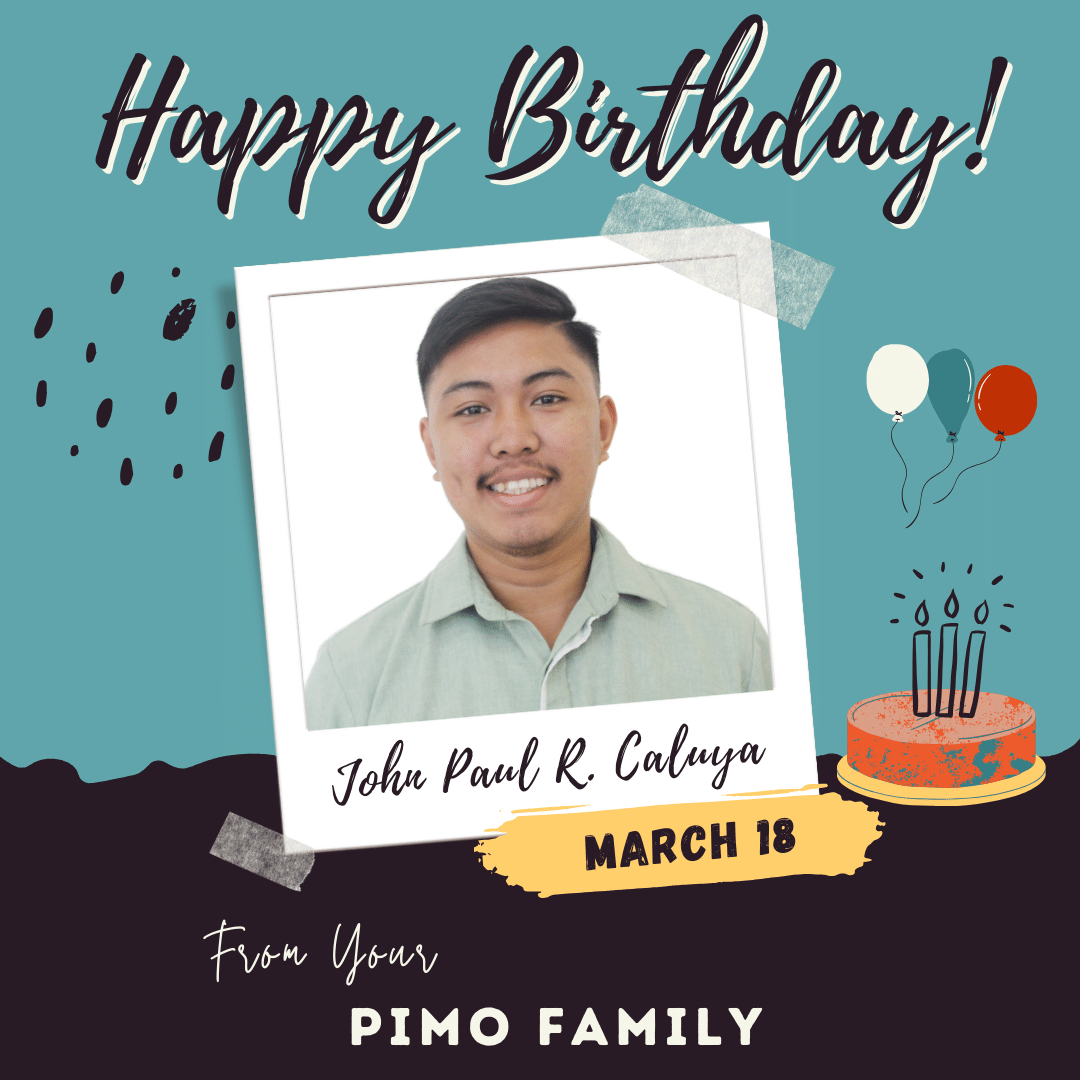 Happy Birthday!
John Paul R. Caluya
MARCH 18
From Your
PIMO FAMILY